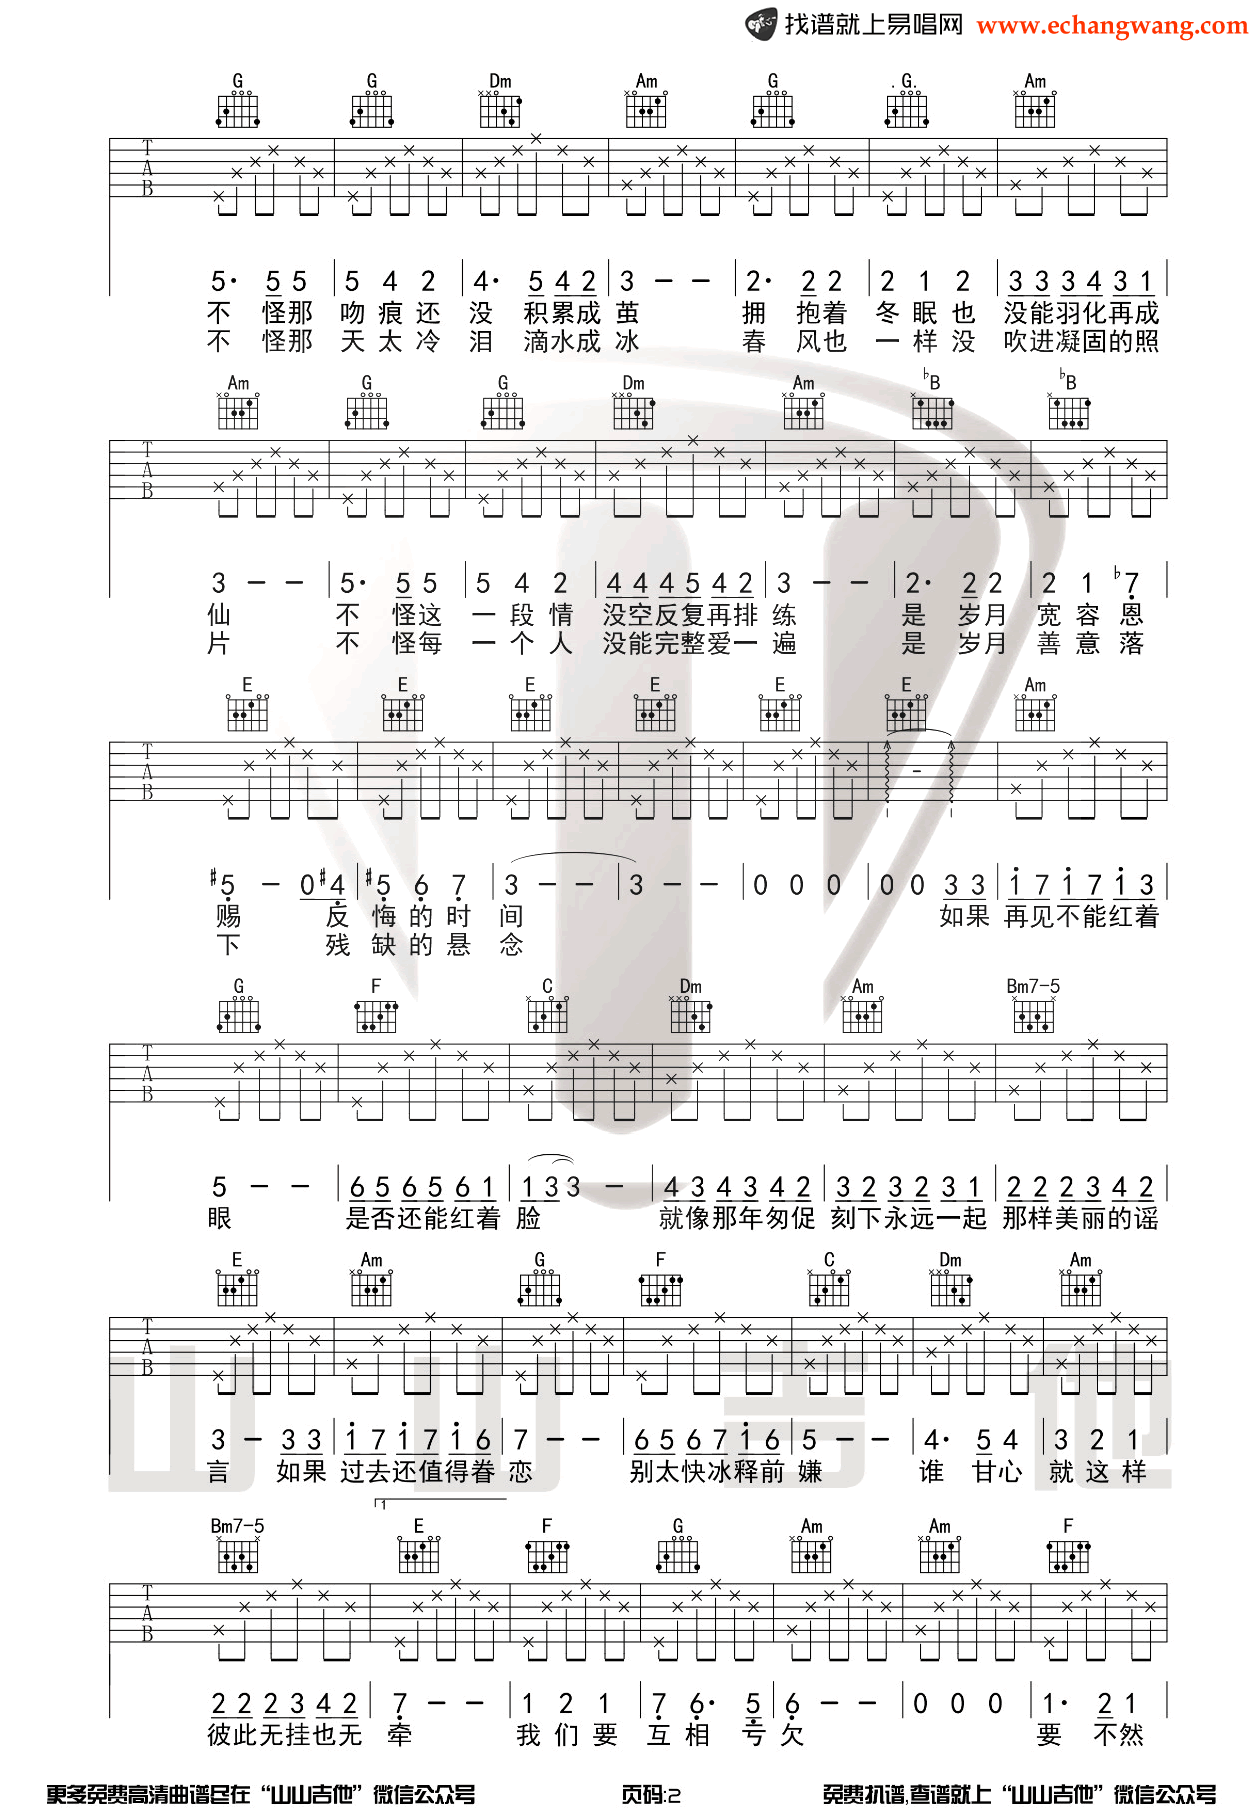 找谱就上易唱网 www.echangwang.com
G G Dm Am G .G. Am
T
A
B
5· 5 5 | 5 4 2 | 4· 5 4 2 | 3 － － | 2· 2 2 | 2 1 2 | 3 3 3 4 3 1
不 怪那 吻 痕 还 没 积累成 茧 拥 抱着 冬 眠 也 没能羽化再成
不 怪那 天 太 冷 泪 滴水成 冰 春 风也 一 样 没 吹进凝固的照
Am G G Dm Am ♭B ♭B
T
A
B
3 － － | 5· 5 5 | 5 4 2 | 4 4 4 5 4 2 | 3 － － | 2· 2 2 | 2 1 ♭7̣
仙 不 怪这 一 段 情 没空反复再排 练 是 岁月 宽 容 恩
片 不 怪每 一 个 人 没能完整爱一 遍 是 岁月 善 意 落
E E E E E E Am
T
A
B
♯5̣ － 0 ♯4̣ | ♯5̣ 6̣ 7̣ | 3 － － | 3 － － | 0 0 0 | 0 0 3 3 | 1̇ 7 1̇ 7 1̇ 3
赐 反 悔 的 时 间 如果 再见不能红着
下 残 缺 的 悬 念
G F C Dm Am Bm7-5
T
A
B
5 － － | 6 5 6 5 6 1 | 1 3 3 － | 4 3 4 3 4 2 | 3 2 3 2 3 1 | 2 2 2 3 4 2
眼 是否还能红着 脸 就像那年匆促 刻下永远一起 那样美丽的谣
E Am G F C Dm Am
T
A
B
3 － 3 3 | 1̇ 7 1̇ 7 1̇ 6 | 7 － － | 6 5 6 7 1̇ 6 | 5 － － | 4· 5 4 | 3 2 1
言 如果 过去还值得眷 恋 别太快冰释前 嫌 谁 甘心 就 这 样
山 山 吉 他
1
Bm7-5 E F G Am Am F
T
A
B
2 2 2 3 4 2 | 7̣ － － | 1 2 1 | 7̣ 6̣· 5̣ | 6̣ － － | 0 0 0 | 1· 2 1
彼此无挂也无 牵 我 们 要 互 相 亏 欠 要 不然
更多免费高清曲谱尽在“山山吉他”微信公众号 页码:2 免费扒谱,查谱就上“山山吉他”微信公众号